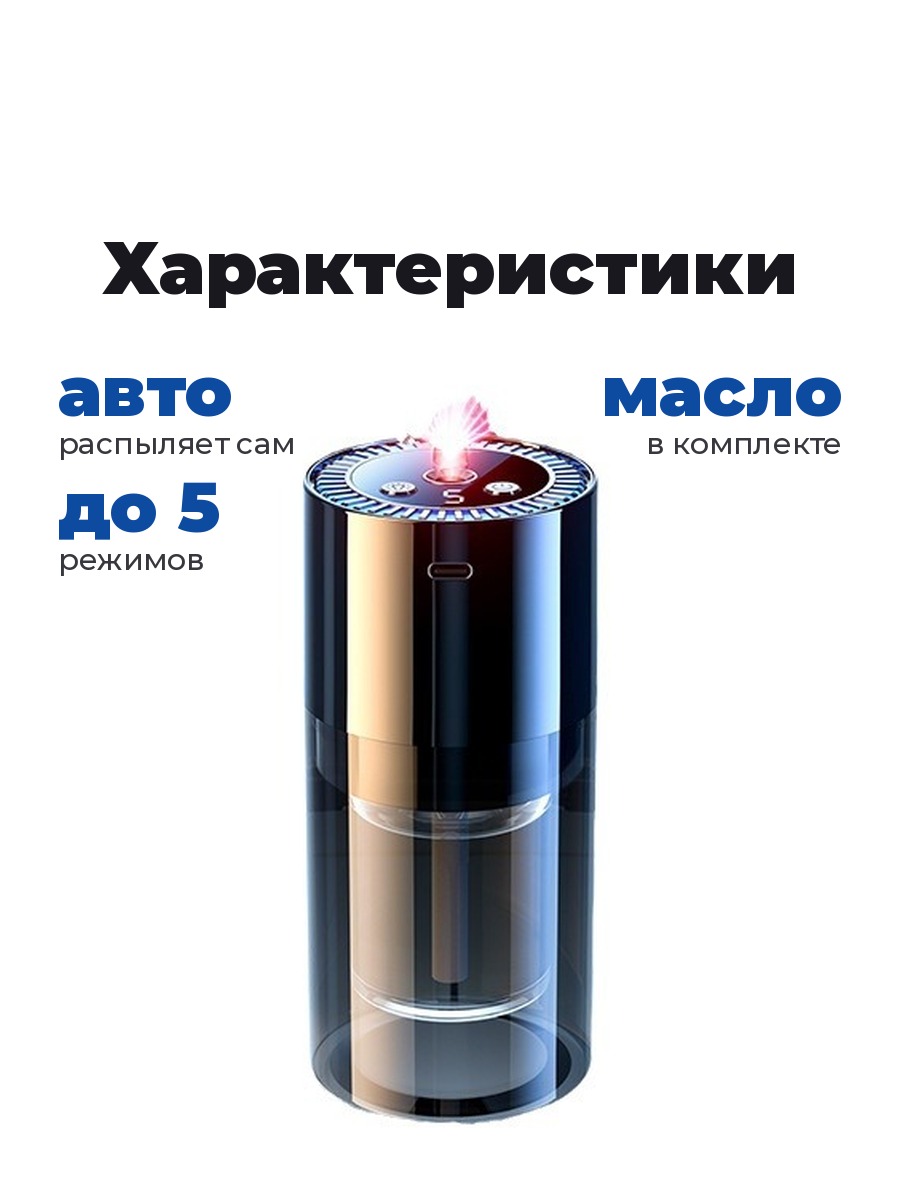 Характеристики
авто
распыляет сам
до 5
режимов
масло
в комплекте
5